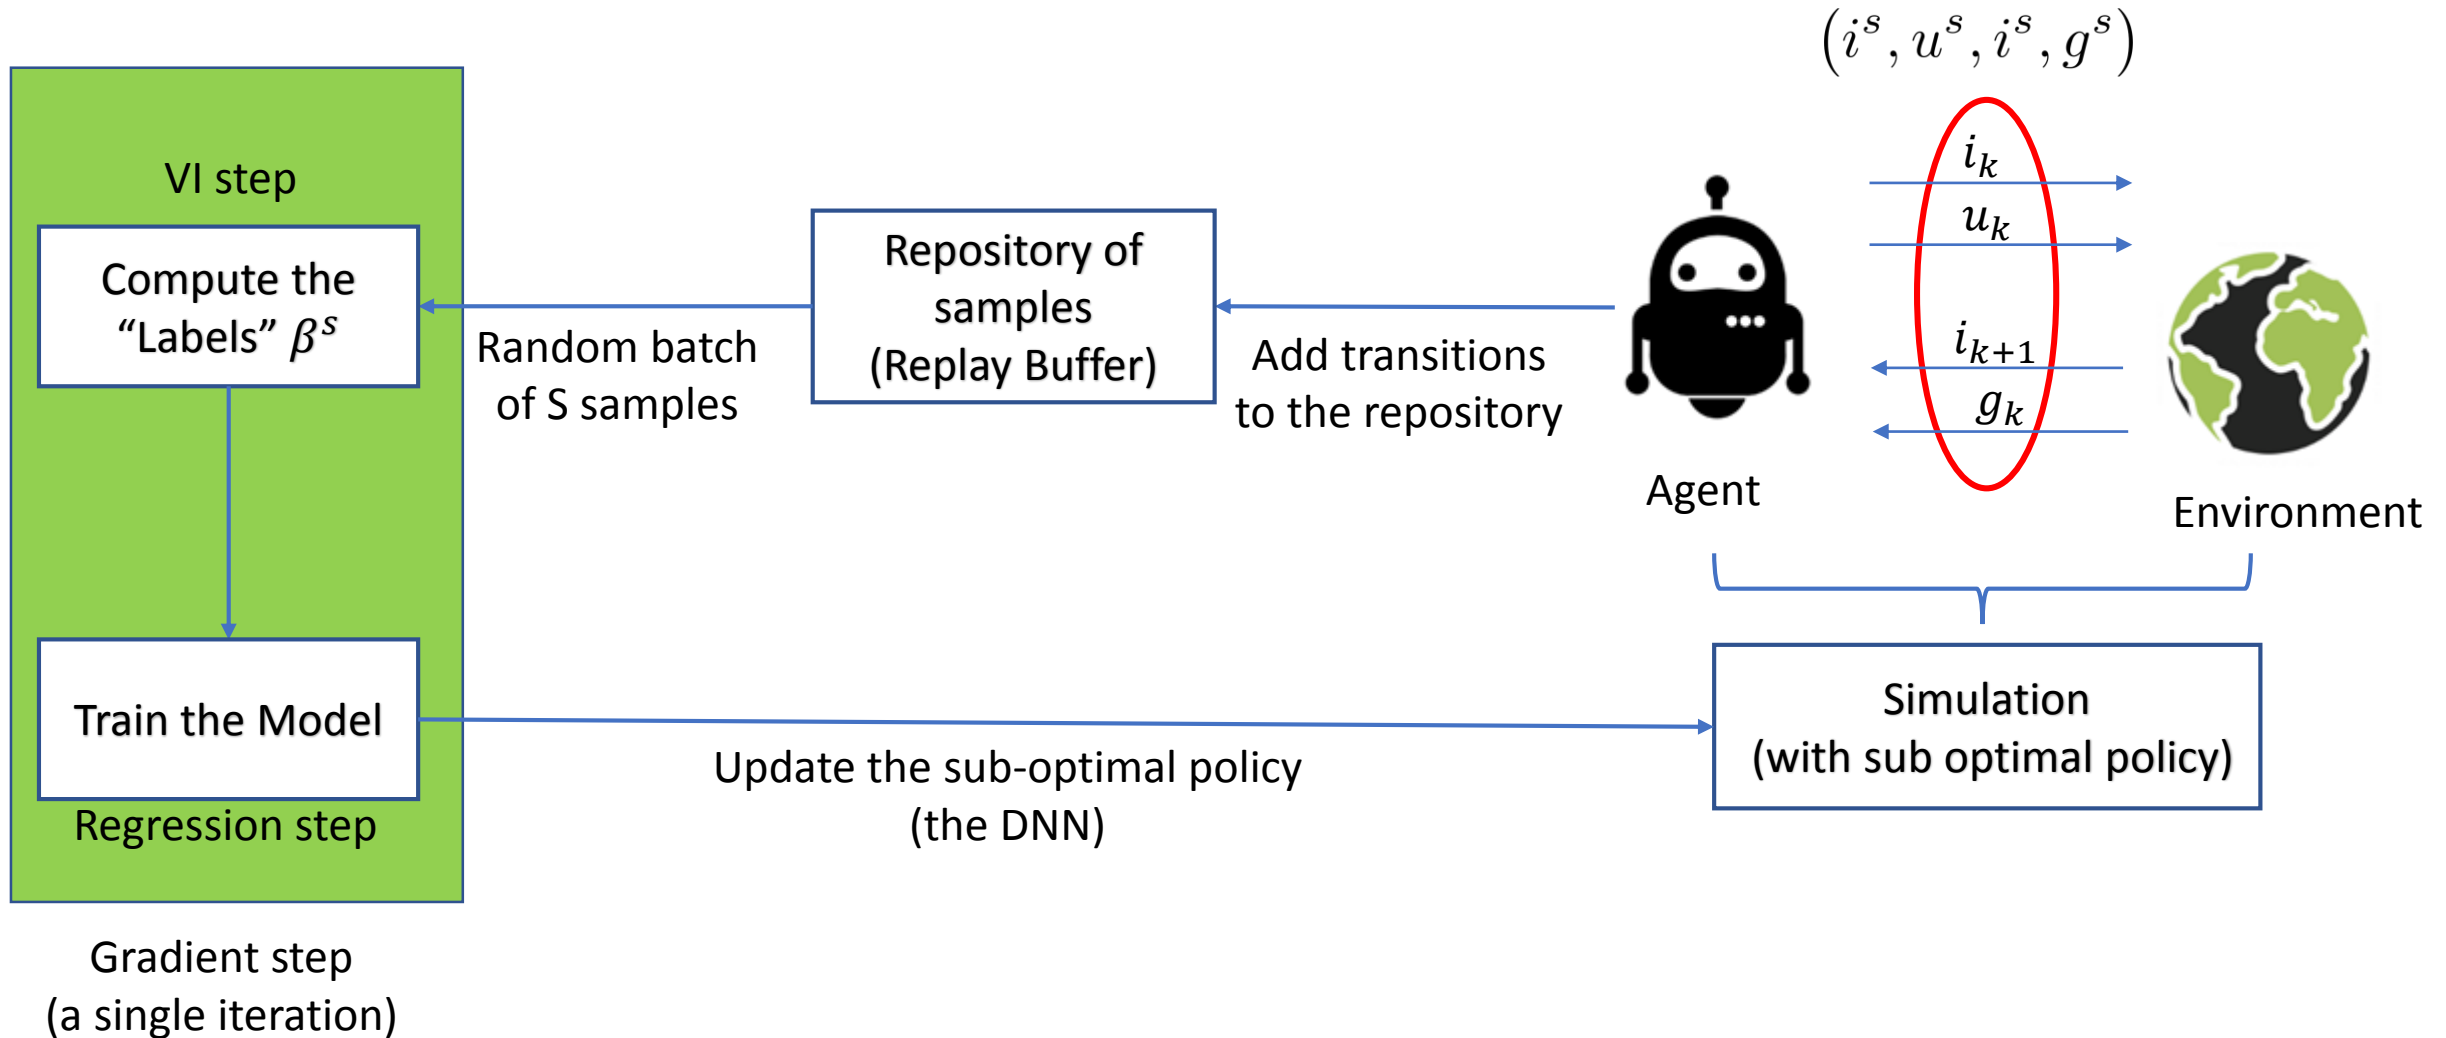 (i^s, u^s, i^s, g^s)
VI step
Compute the
“Labels” β^s
Random batch
of S samples
Repository of
samples
(Replay Buffer)
Add transitions
to the repository
i_k
u_k
i_{k+1}
g_k
Agent
Environment
Train the Model
Regression step
Update the sub-optimal policy
(the DNN)
Simulation
(with sub optimal policy)
Gradient step
(a single iteration)